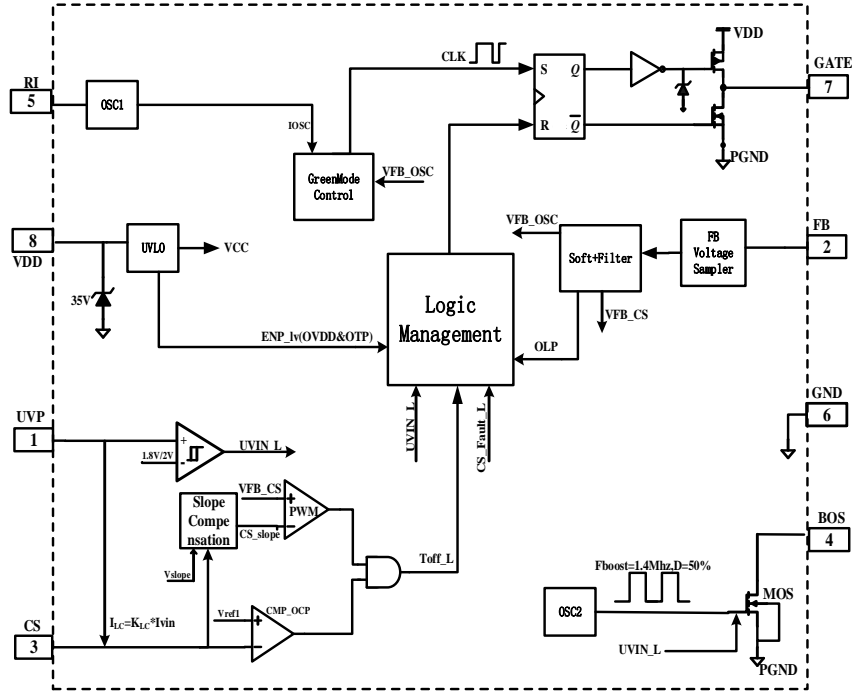 VDD
CLK
GATE
7
RI
5
OSC1
S
Q
R
Q
IOSC
PGND
GreenMode
Control
VFB_OSC
8
VDD
UVLO
VCC
35V
VFB_OSC
Soft+Filter
FB
Voltage
Sampler
FB
2
Logic
Management
VFB_CS
ENP_lv(OVDD&OTP)
OLP
UVIN_L
CS_Fault_L
GND
6
UVP
1
+
1.8V/2V
-
UVIN_L
VFB_CS
Slope
Compe
nsation
+
PWM
-
CS_slope
Vslope
Toff_L
BOS
4
Fboost=1.4Mhz,D=50%
OSC2
MOS
UVIN_L
PGND
CS
3
ILC=KLC*Ivin
Vref1
CMP_OCP
+
-